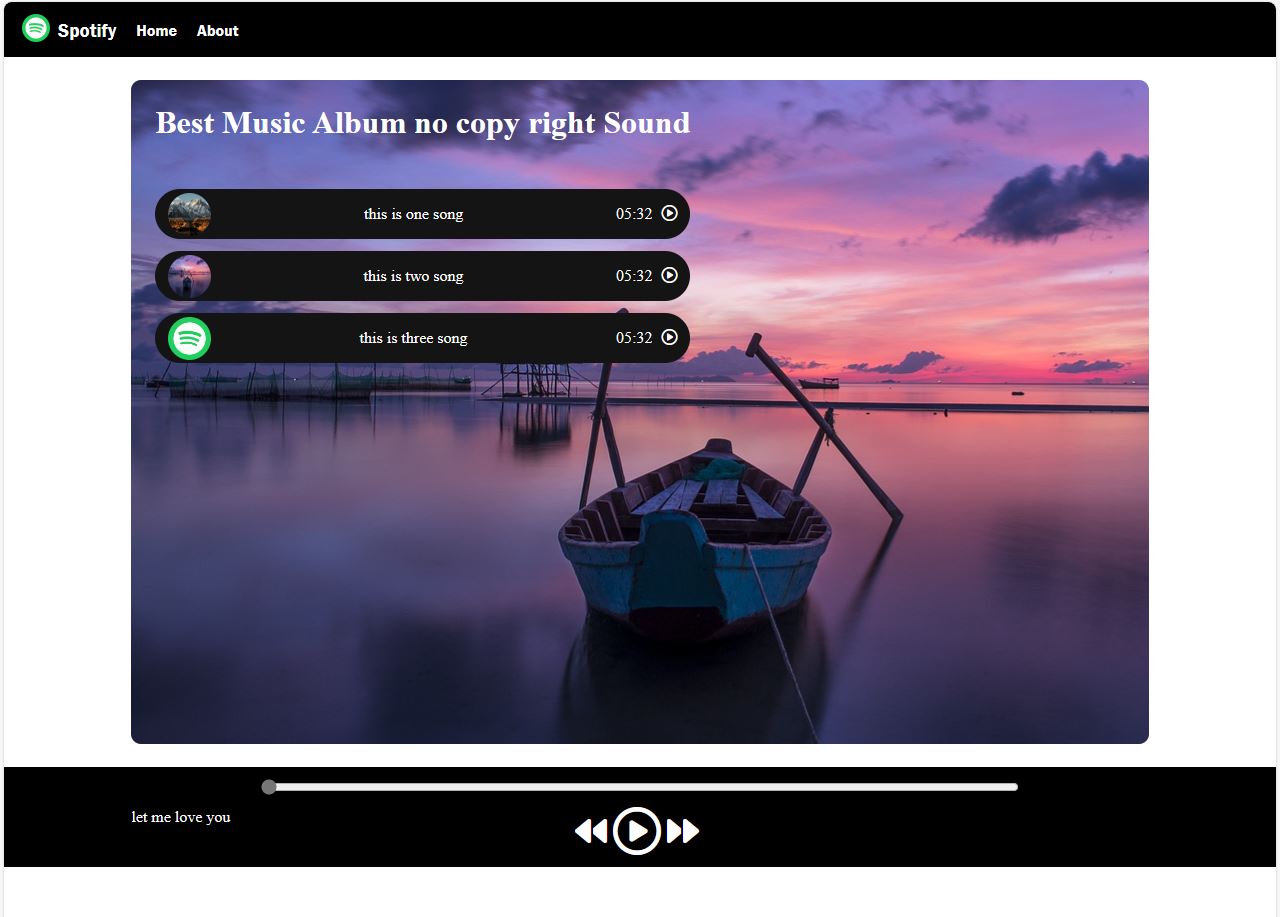 Spotify Home About
Best Music Album no copy right Sound
this is one song 05:32
this is two song 05:32
this is three song 05:32
let me love you